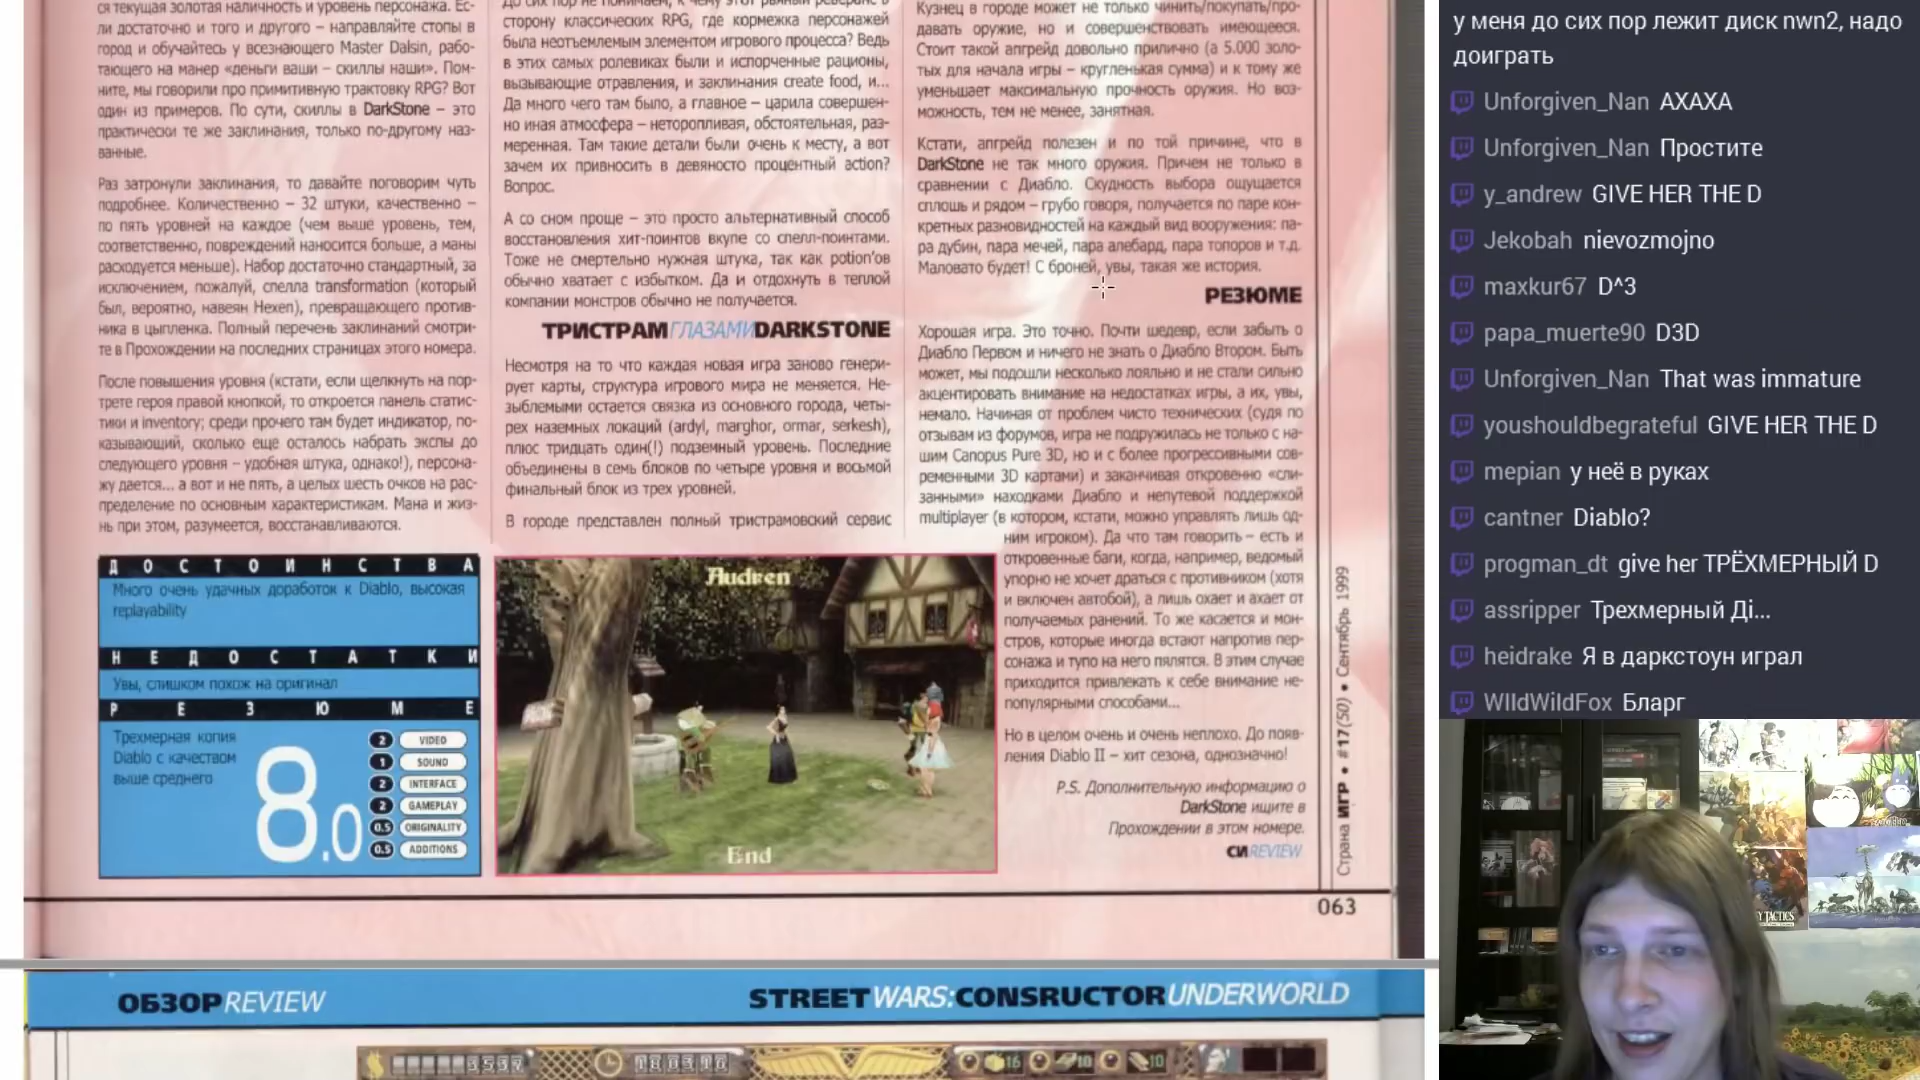 ся текущая золотая наличность и уровень персонажа. Ес-
ли достаточно и того и другого – направляйте стопы в
город и обучайтесь у всезнающего Master Dalsin, рабо-
тающего на манер «деньги ваши – скиллы наши». Пом-
ните, мы говорили про примитивную трактовку RPG? Вот
один из примеров. По сути, скиллы в DarkStone – это
практически те же заклинания, только по-другому наз-
ванные.
Раз затронули заклинания, то давайте поговорим чуть
подробнее. Количественно – 32 штуки, качественно –
по пять уровней на каждое (чем выше уровень, тем,
соответственно, повреждений наносится больше, а маны
расходуется меньше). Набор достаточно стандартный, за
исключением, пожалуй, спелла transformation (который
был, вероятно, навеян Hexen), превращающего против-
ника в цыпленка. Полный перечень заклинаний смотри-
те в Прохождении на последних страницах этого номера.
После повышения уровня (кстати, если щелкнуть на пор-
трете героя правой кнопкой, то откроется панель статис-
тики и inventory; среди прочего там будет индикатор, по-
казывающий, сколько еще осталось набрать экспы до
следующего уровня – удобная штука, однако!), персона-
жу дается... а вот и не пять, а целых шесть очков на рас-
пределение по основным характеристикам. Мана и жиз-
нь при этом, разумеется, восстанавливаются.
ДОСТОИНСТВА
Много очень удачных доработок к Diablo, высокая
replayability
НЕДОСТАТКИ
Увы, слишком похож на оригинал
РЕЗЮМЕ
Трехмерная копия
Diablo с качеством
выше среднего
8.0
2 VIDEO
1 SOUND
2 INTERFACE
2 GAMEPLAY
0.5 ORIGINALITY
0.5 ADDITIONS
сторону классических RPG, где кормежка персонажей
была неотъемлемым элементом игрового процесса? Ведь
в этих самых ролевиках были и испорченные рационы,
вызывающие отравления, и заклинания create food, и...
Да много чего там было, а главное – царила совершен-
но иная атмосфера – неторопливая, обстоятельная, раз-
меренная. Там такие детали были очень к месту, а вот
зачем их привносить в девяносто процентный action?
Вопрос.
А со сном проще – это просто альтернативный способ
восстановления хит-поинтов вкупе со спелл-поинтами.
Тоже не смертельно нужная штука, так как potion'ов
обычно хватает с избытком. Да и отдохнуть в теплой
компании монстров обычно не получается.
ТРИСТРАМГЛАЗАМИDARKSTONE
Несмотря на то что каждая новая игра заново генери-
рует карты, структура игрового мира не меняется. Не-
зыблемыми остается связка из основного города, четы-
рех наземных локаций (ardyl, marghor, ormar, serkesh),
плюс тридцать один(!) подземный уровень. Последние
объединены в семь блоков по четыре уровня и восьмой
финальный блок из трех уровней.
В городе представлен полный тристрамовский сервис
Audren
End
Кузнец в городе может не только чинить/покупать/про-
давать оружие, но и совершенствовать имеющееся.
Стоит такой апгрейд довольно прилично (а 5.000 золо-
тых для начала игры – кругленькая сумма) и к тому же
уменьшает максимальную прочность оружия. Но воз-
можность, тем не менее, занятная.
Кстати, апгрейд полезен и по той причине, что в
DarkStone не так много оружия. Причем не только в
сравнении с Диабло. Скудность выбора ощущается
сплошь и рядом – грубо говоря, получается по паре кон-
кретных разновидностей на каждый вид вооружения: па-
ра дубин, пара мечей, пара алебард, пара топоров и т.д.
Маловато будет! С броней, увы, такая же история.
РЕЗЮМЕ
Хорошая игра. Это точно. Почти шедевр, если забыть о
Диабло Первом и ничего не знать о Диабло Втором. Быть
может, мы подошли несколько лояльно и не стали сильно
акцентировать внимание на недостатках игры, а их, увы,
немало. Начиная от проблем чисто технических (судя по
отзывам из форумов, игра не подружилась не только с на-
шим Canopus Pure 3D, но и с более прогрессивными сов-
ременными 3D картами) и заканчивая откровенно «сли-
занными» находками Диабло и непутевой поддержкой
multiplayer (в котором, кстати, можно управлять лишь од-
ним игроком). Да что там говорить – есть и
откровенные баги, когда, например, ведомый
упорно не хочет драться с противником (хотя
и включен автобой), а лишь охает и ахает от
получаемых ранений. То же касается и мон-
стров, которые иногда встают напротив пер-
сонажа и тупо на него пялятся. В этим случае
приходится привлекать к себе внимание не-
популярными способами...
Но в целом очень и очень неплохо. До появ-
ления Diablo II – хит сезона, однозначно!
P.S. Дополнительную информацию о
DarkStone ищите в
Прохождении в этом номере.
СИREVIEW
Страна ИГР • #17(50) • Сентябрь 1999
063
ОБЗОРREVIEW
STREETWARS:CONSRUCTORUNDERWORLD
16
10
10
у меня до сих пор лежит диск nwn2, надо
доиграть
Unforgiven_Nan АХАХА
Unforgiven_Nan Простите
y_andrew GIVE HER THE D
Jekobah nievozmojno
maxkur67 D^3
papa_muerte90 D3D
Unforgiven_Nan That was immature
youshouldbegrateful GIVE HER THE D
mepian у неё в руках
cantner Diablo?
progman_dt give her ТРЁХМЕРНЫЙ D
assripper Трехмерный Ді...
heidrake Я в даркстоун играл
WIldWildFox Бларг
Y TACTICS